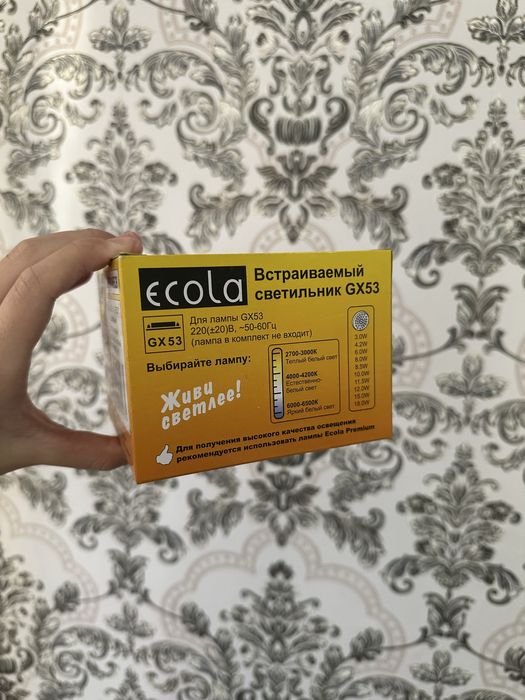 ECOLA
Встраиваемый
светильник GX53
GX53
Для лампы GX53
220(±20)В, ~50-60Гц
(лампа в комплект не входит)
Выбирайте лампу:
Живи
светлее!
2700-3000K
Теплый белый свет
4000-4200K
Естественно-
белый свет
6000-6500K
Яркий белый свет
3.0W
4.2W
6.0W
8.0W
8.5W
10.0W
11.5W
12.0W
15.0W
18.0W
Для получения высокого качества освещения
рекомендуется использовать лампы Ecola Premium